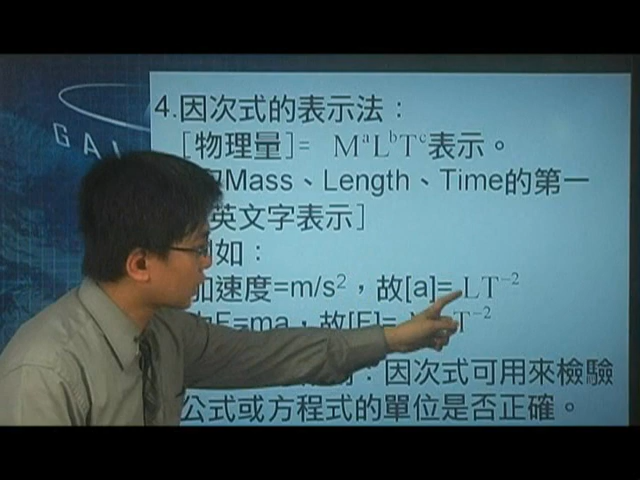 4.因次式的表示法：
GAL
[物理量]= MᵃLᵇTᶜ表示。
Mass、Length、Time的第一
英文字表示]
例如：
加速度=m/s²，故[a]= LT⁻²
F=ma，故[F]= T⁻²
：因次式可用來檢驗
公式或方程式的單位是否正確。